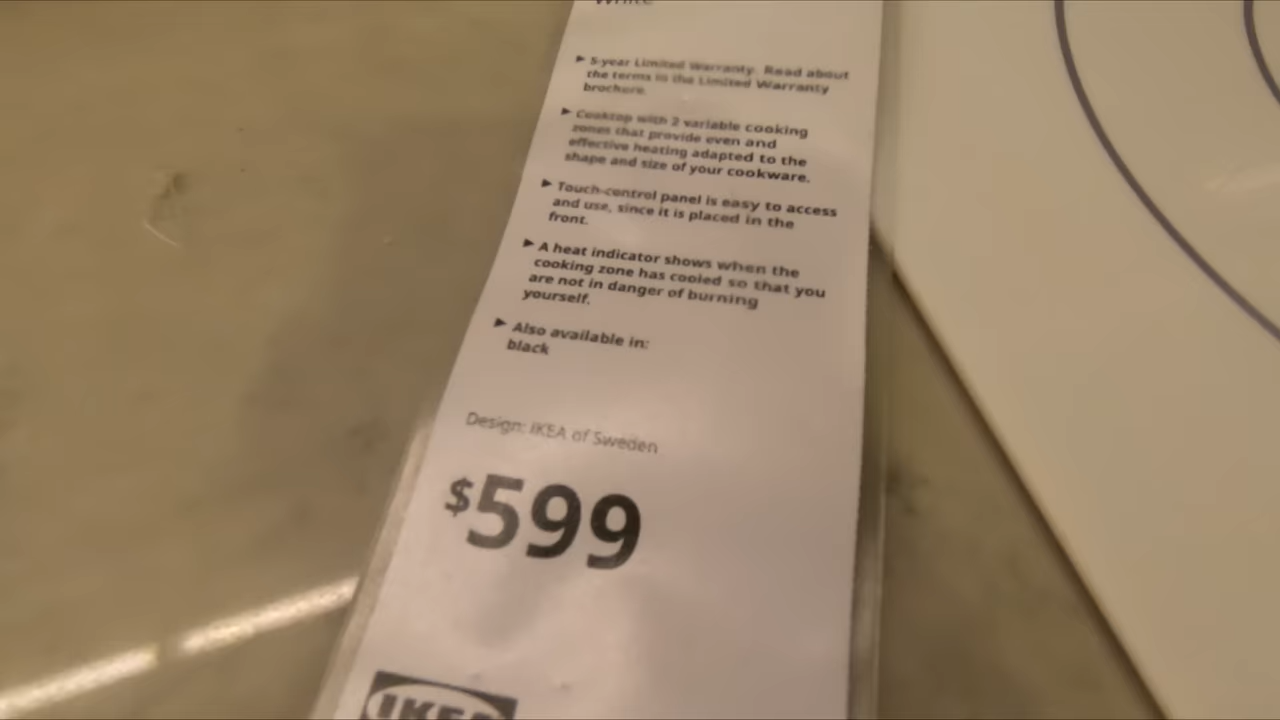 White
► 5-year Limited Warranty. Read about
the terms in the Limited Warranty
brochure.
► Cooktop with 2 variable cooking
zones that provide even and
effective heating adapted to the
shape and size of your cookware.
► Touch-control panel is easy to access
and use, since it is placed in the
front.
► A heat indicator shows when the
cooking zone has cooled so that you
are not in danger of burning
yourself.
► Also available in:
black
Design: IKEA of Sweden
$599
IKEA